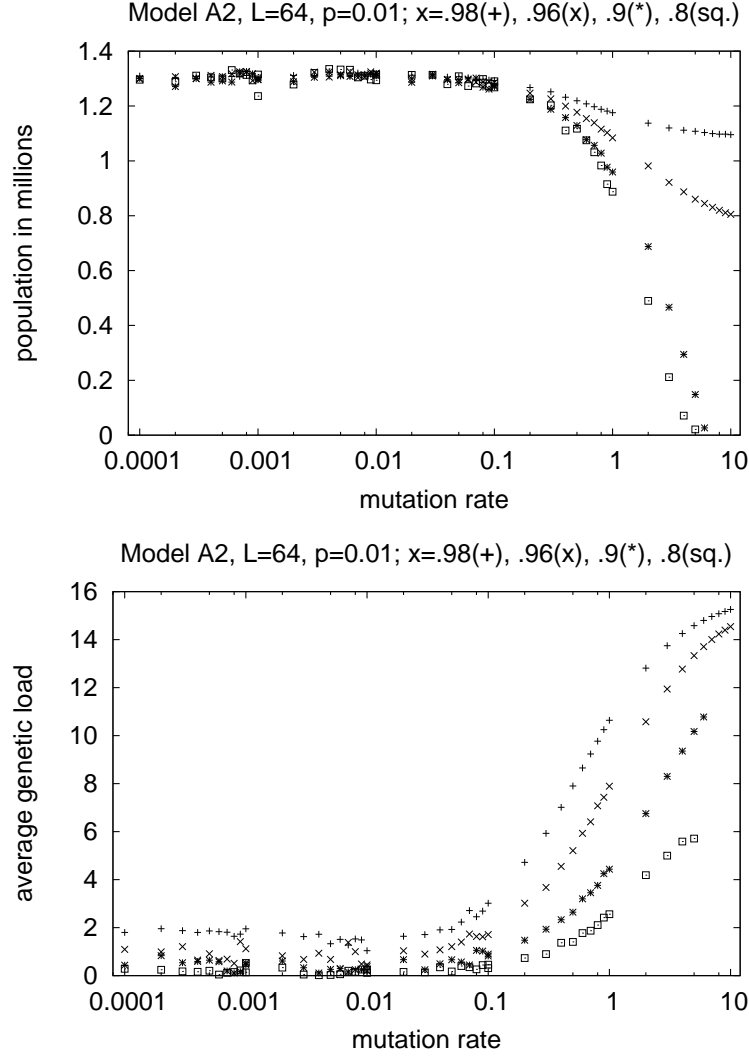 Model A2, L=64, p=0.01; x=.98(+), .96(x), .9(*), .8(sq.)
1.4
1.2
1
0.8
0.6
0.4
0.2
0
population in millions
0.0001 0.001 0.01 0.1 1 10
mutation rate
Model A2, L=64, p=0.01; x=.98(+), .96(x), .9(*), .8(sq.)
16
14
12
10
8
6
4
2
0
average genetic load
0.0001 0.001 0.01 0.1 1 10
mutation rate